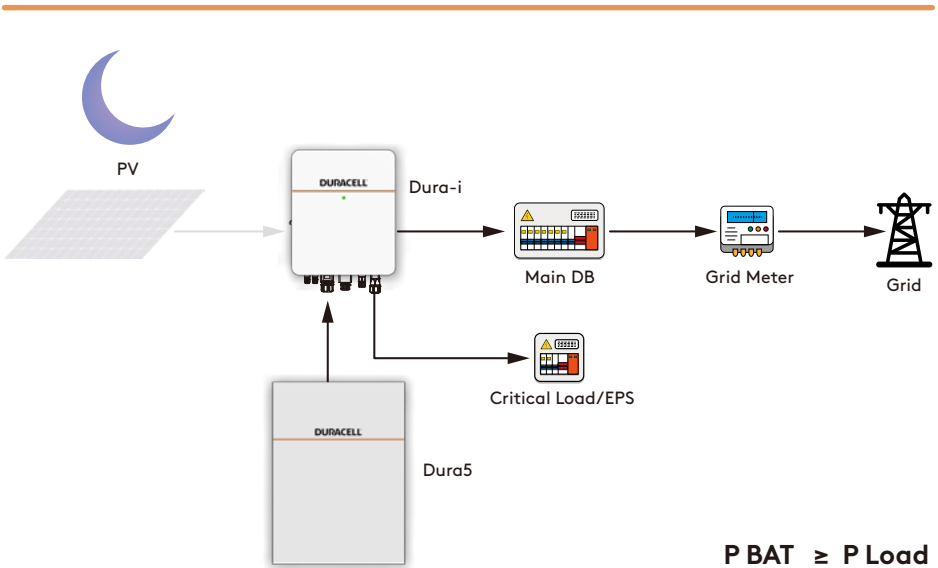 PV
DURACELL
Dura-i
Main DB
Grid Meter
Grid
Critical Load/EPS
DURACELL
Dura5
P BAT ≥ P Load